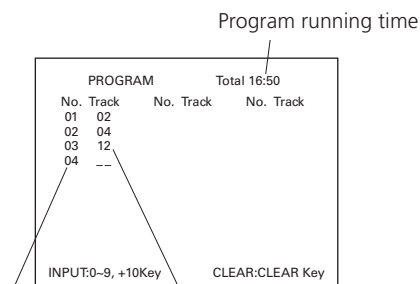 Program running time
PROGRAM Total 16:50
No. Track No. Track No. Track
01 02
02 04
03 12
04 _ _
INPUT:0~9, +10Key CLEAR:CLEAR Key